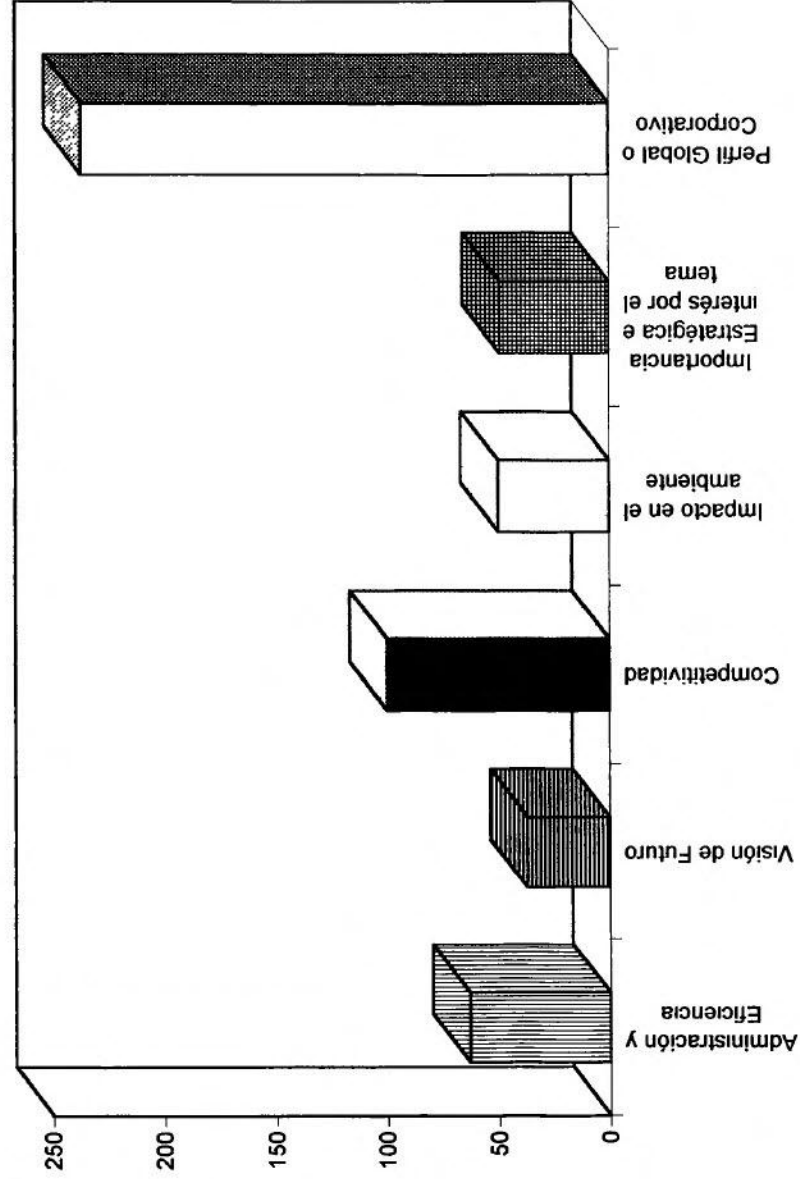 250
200
150
100
50
0
Administración y
Eficiencia
Visión de Futuro
Competitividad
Impacto en el
ambiente
Importancia
Estratégica e
interés por el
tema
Perfil Global o
Corporativo